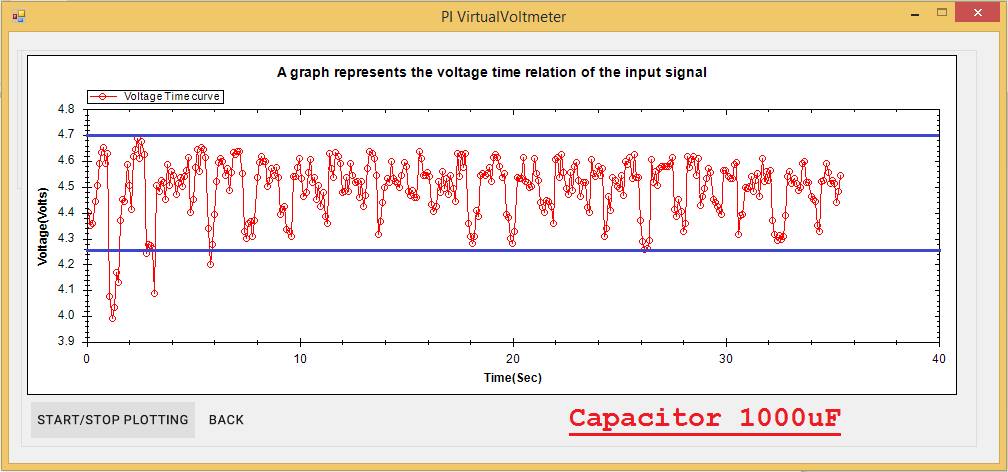 PI VirtualVoltmeter
A graph represents the voltage time relation of the input signal
Voltage Time curve
4.8
4.7
4.6
4.5
4.4
4.3
4.2
4.1
4.0
3.9
Voltage(Volts)
0 10 20 30 40
Time(Sec)
START/STOP PLOTTING BACK
Capacitor 1000uF